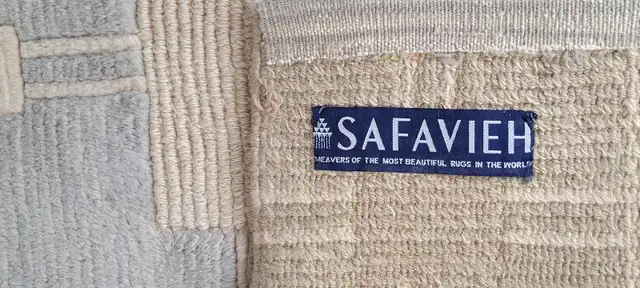 SAFAVIEH
WEAVERS OF THE MOST BEAUTIFUL RUGS IN THE WORLD